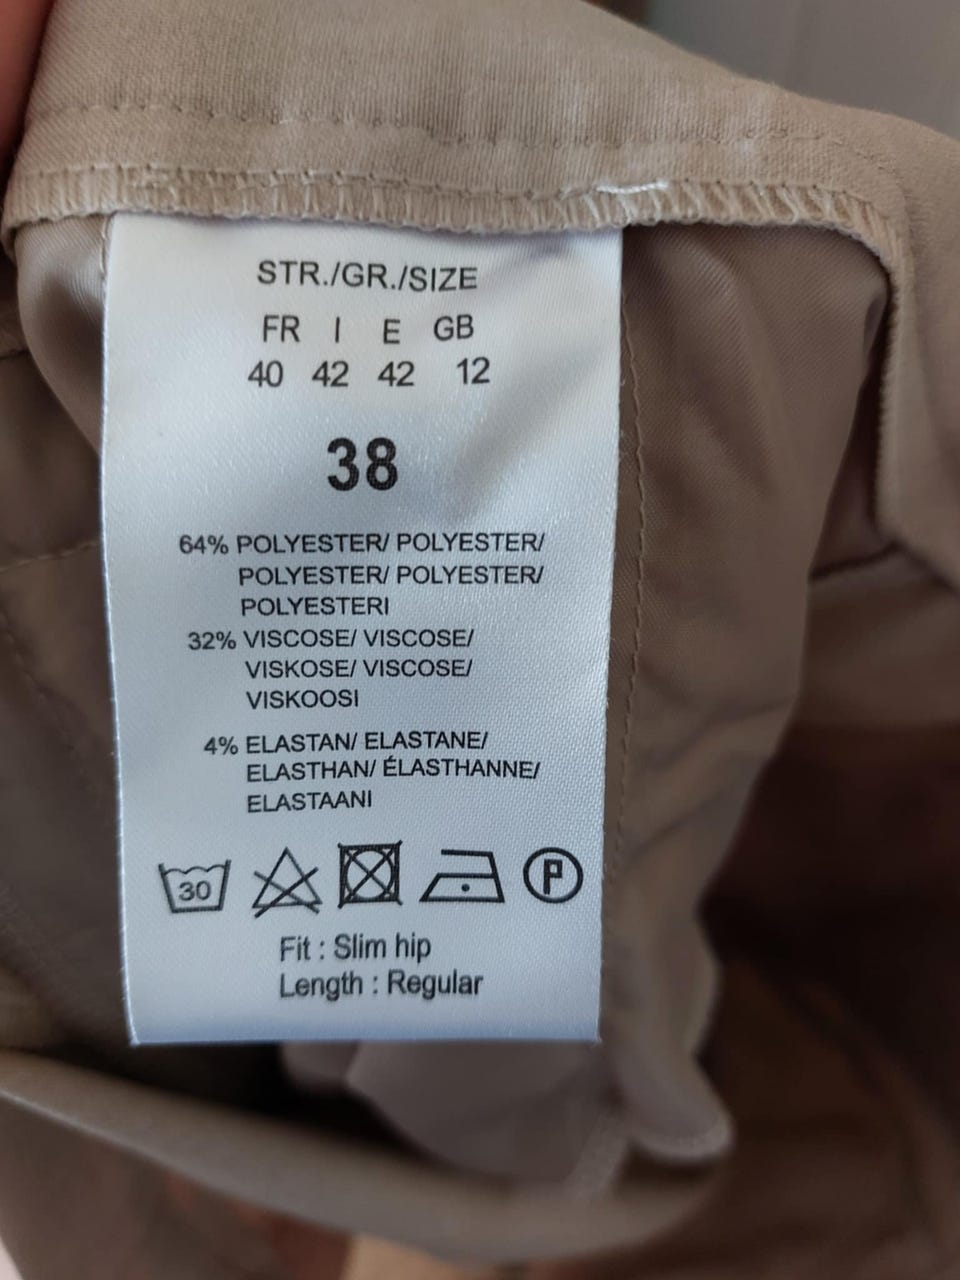 STR./GR./SIZE
FR I E GB
40 42 42 12
38
64% POLYESTER/ POLYESTER/
POLYESTER/ POLYESTER/
POLYESTERI
32% VISCOSE/ VISCOSE/
VISKOSE/ VISCOSE/
VISKOOSI
4% ELASTAN/ ELASTANE/
ELASTHAN/ ÉLASTHANNE/
ELASTAANI
30 P
Fit : Slim hip
Length : Regular